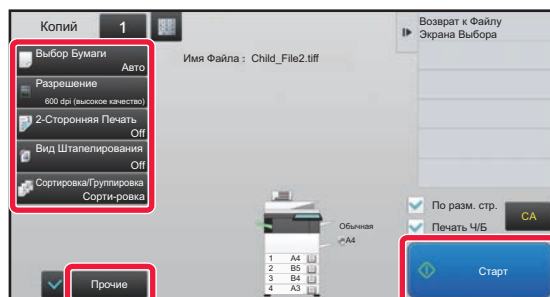 Копий 1
Выбор Бумаги
Авто
Разрешение
600 dpi (высокое качество)
2-Сторонняя Печать
Off
Вид Штапелирования
Off
Сортировка/Группировка
Сорти-ровка
Прочие
Имя Файла : Child_File2.tiff
Обычная
A4
1 A4
2 B5
3 B4
4 A3
Возврат к Файлу
Экрана Выбора
По разм. стр.
Печать Ч/Б
CA
Старт